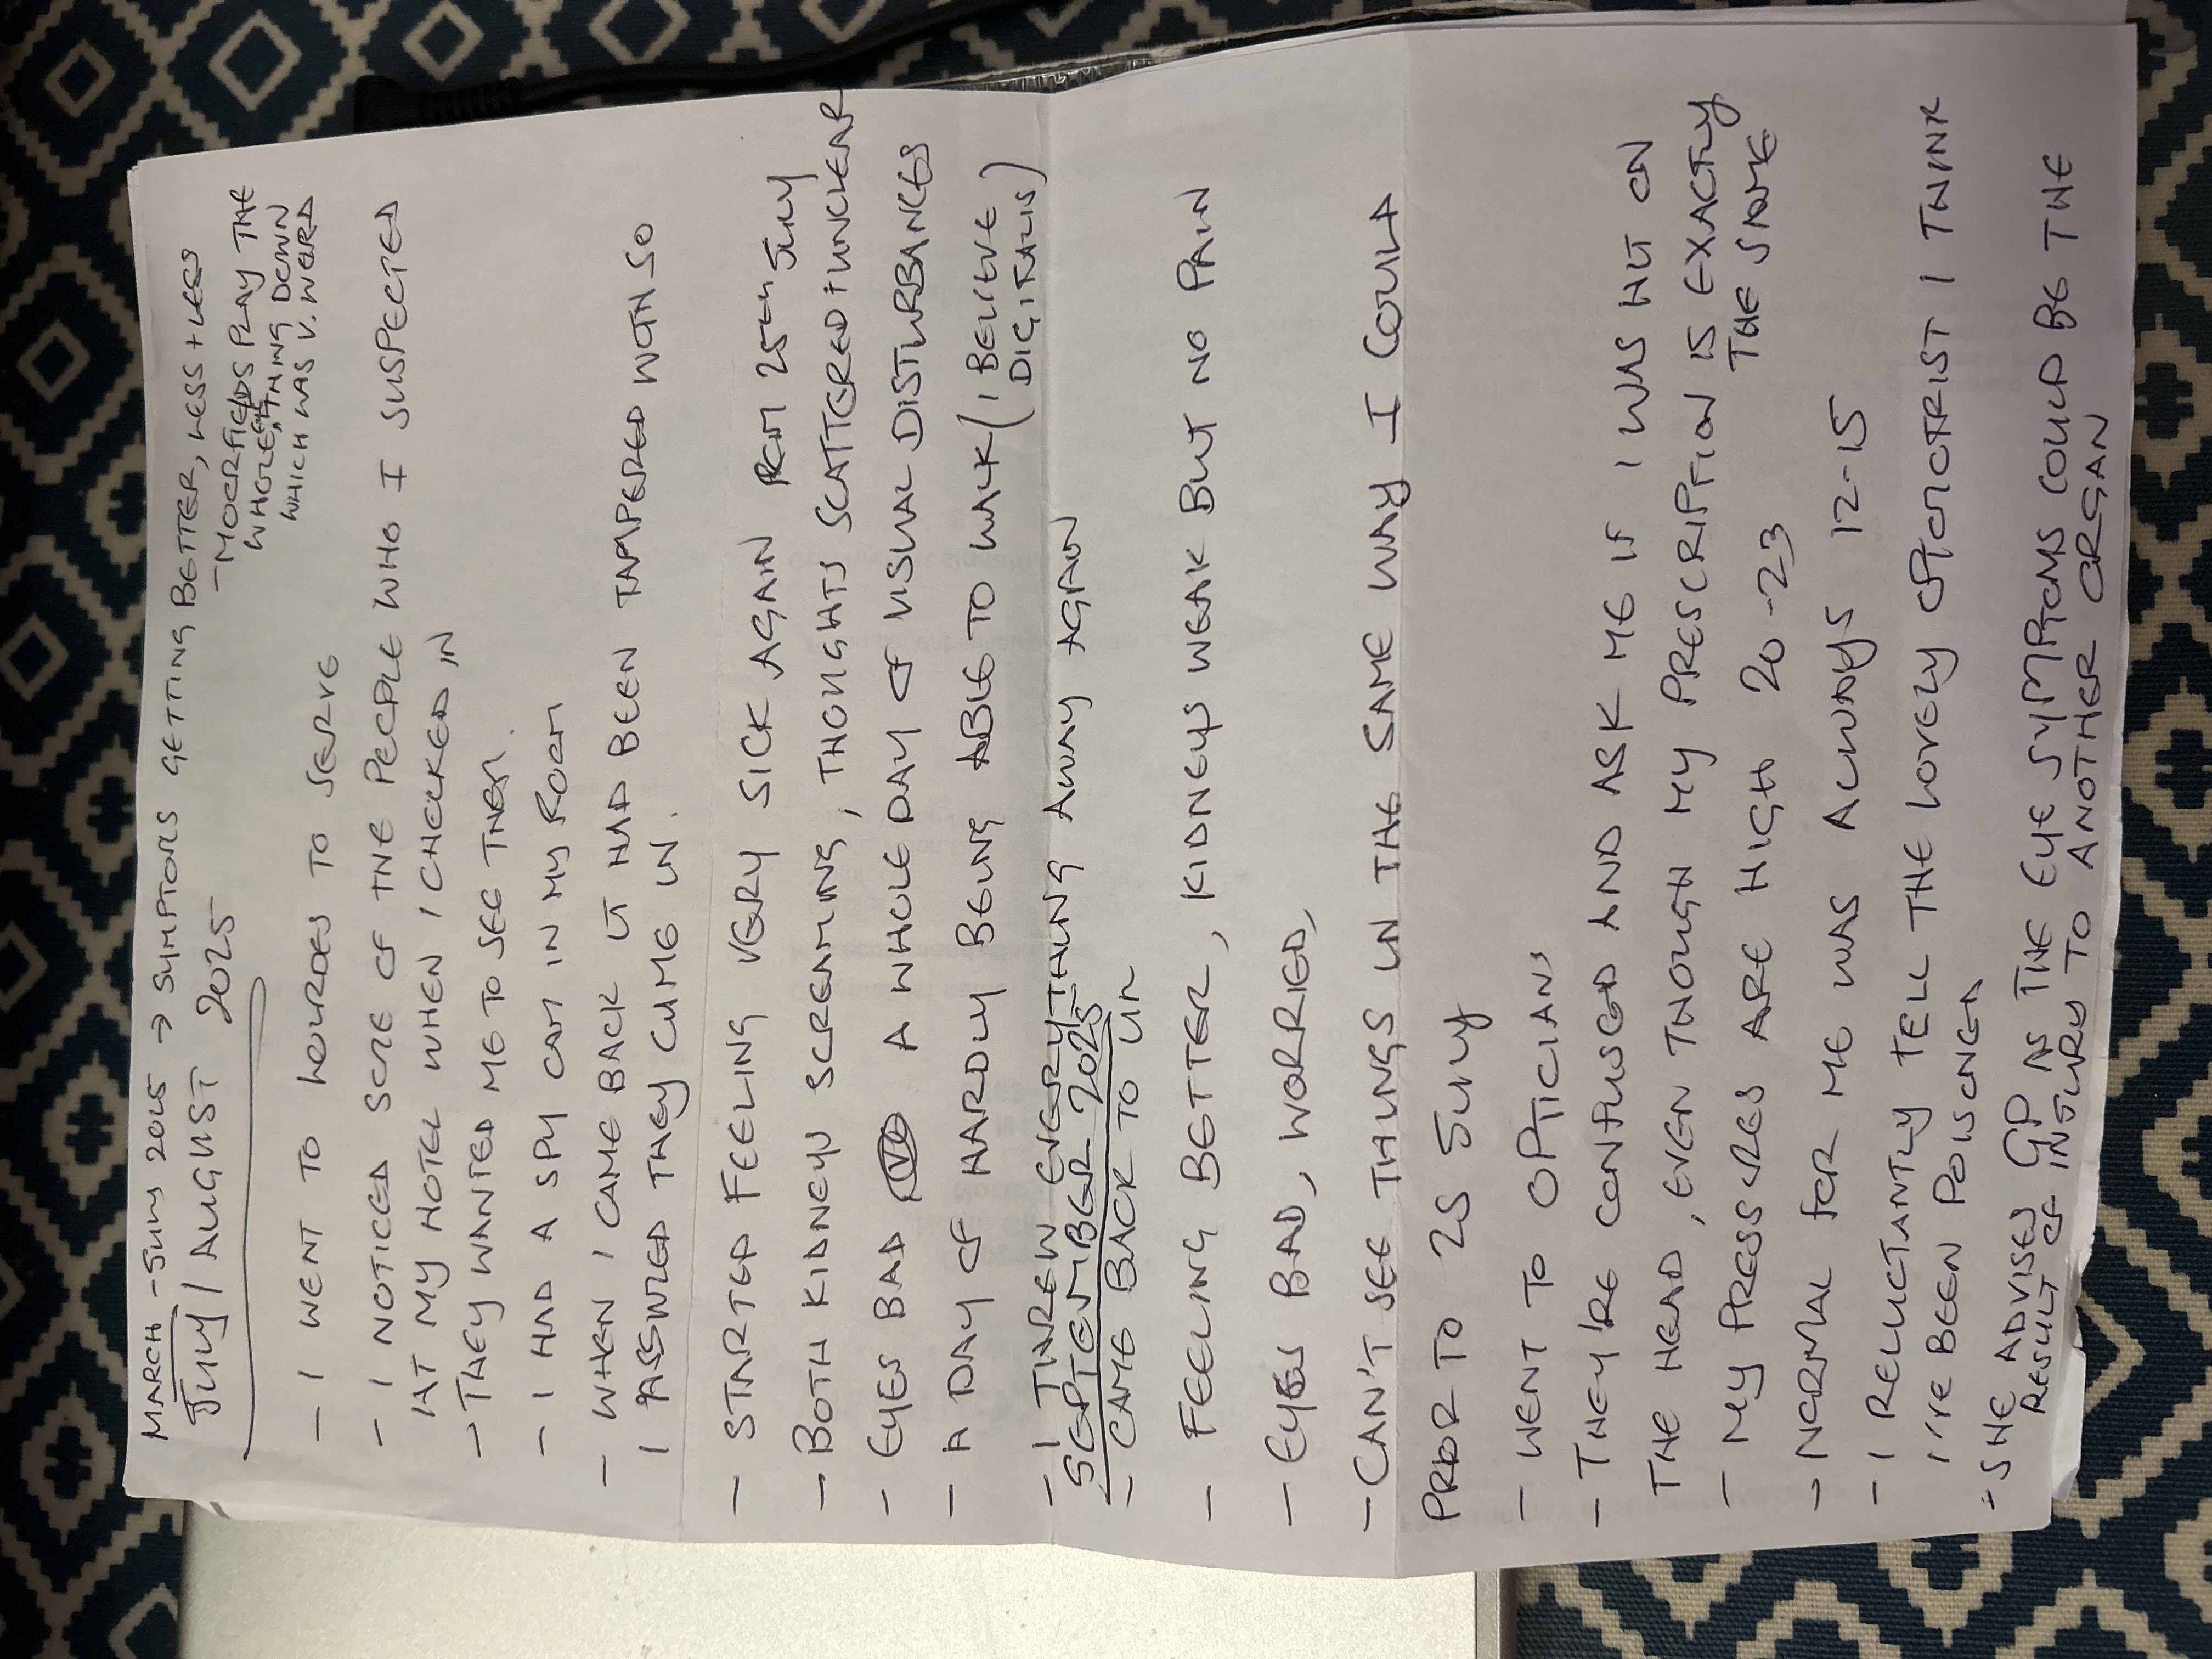 MARCH - JULY 2025 → SYMPTOMS GETTING BETTER, LESS + LESS
- MOORFIELDS PLAY THE
WHOLE EYE THING DOWN
WHICH WAS V. WERD
JULY / AUGUST 2025
- I WENT TO LOURDES TO SERVE
- I NOTICED SOME OF THE PEOPLE WHO I SUSPECTED
AT MY HOTEL WHEN I CHECKED IN
- THEY WANTED ME TO SEE THEM.
- I HAD A SPY CAM IN MY ROOM
- WHEN I CAME BACK IT HAD BEEN TAMPERED WITH SO
I ASSUMED THEY CAME IN.
- STARTED FEELING VERY SICK AGAIN FROM 25TH JULY
- BOTH KIDNEYS SCREAMING, THOUGHTS SCATTERED + UNCLEAR
- EYES BAD A WHOLE DAY OF VISUAL DISTURBANCES
- A DAY OF HARDLY BEING ABLE TO WALK (I BELIEVE
DIGITALIS)
- I THREW EVERYTHING AWAY AGAIN
SEPTEMBER 2025
- CAME BACK TO UK
- FEELING BETTER, KIDNEYS WEAK BUT NO PAIN
- EYES BAD, WORRIED,
- CAN'T SEE THINGS IN THE SAME WAY I COULD
PRIOR TO 25 JULY
- WENT TO OPTICIANS
- THEY'RE CONFUSED AND ASK ME IF I WAS HIT ON
THE HEAD, EVEN THOUGH MY PRESCRIPTION IS EXACTLY
THE SAME
- MY PRESSURES ARE HIGH 20-23
- NORMAL FOR ME WAS ALWAYS 12-15
- I RELUCTANTLY TELL THE LOVELY OPTOMETRIST I THINK
I'VE BEEN POISONED
- SHE ADVISES GP AS THE EYE SYMPTOMS COULD BE THE
RESULT OF INJURY TO ANOTHER ORGAN